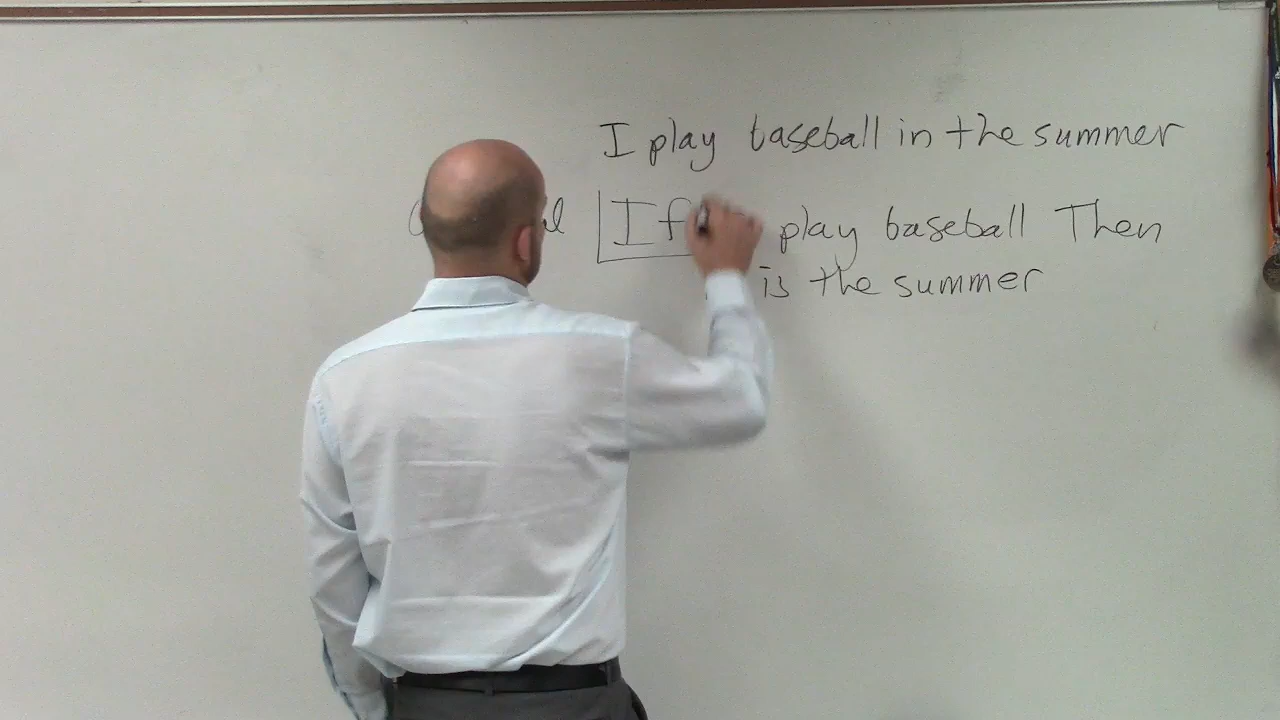 I play baseball in the summer
If play baseball Then
is the summer